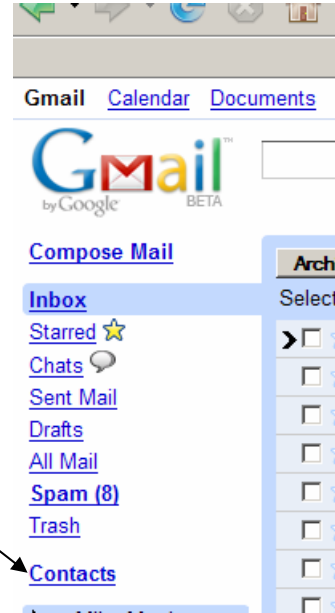 Gmail Calendar Documents
Gmail™
by Google BETA
Compose Mail
Arch
Inbox
Select
Starred
Chats
Sent Mail
Drafts
All Mail
Spam (8)
Trash
Contacts